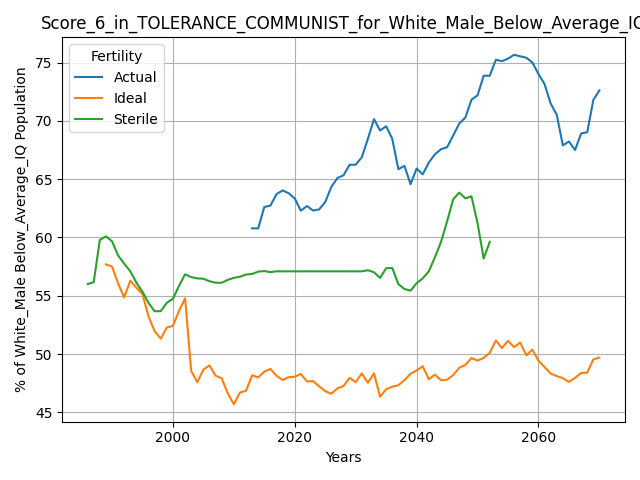 Score_6_in_TOLERANCE_COMMUNIST_for_White_Male_Below_Average_IQ
Fertility
Actual
Ideal
Sterile
% of White_Male Below_Average_IQ Population
75
70
65
60
55
50
45
2000
2020
2040
2060
Years